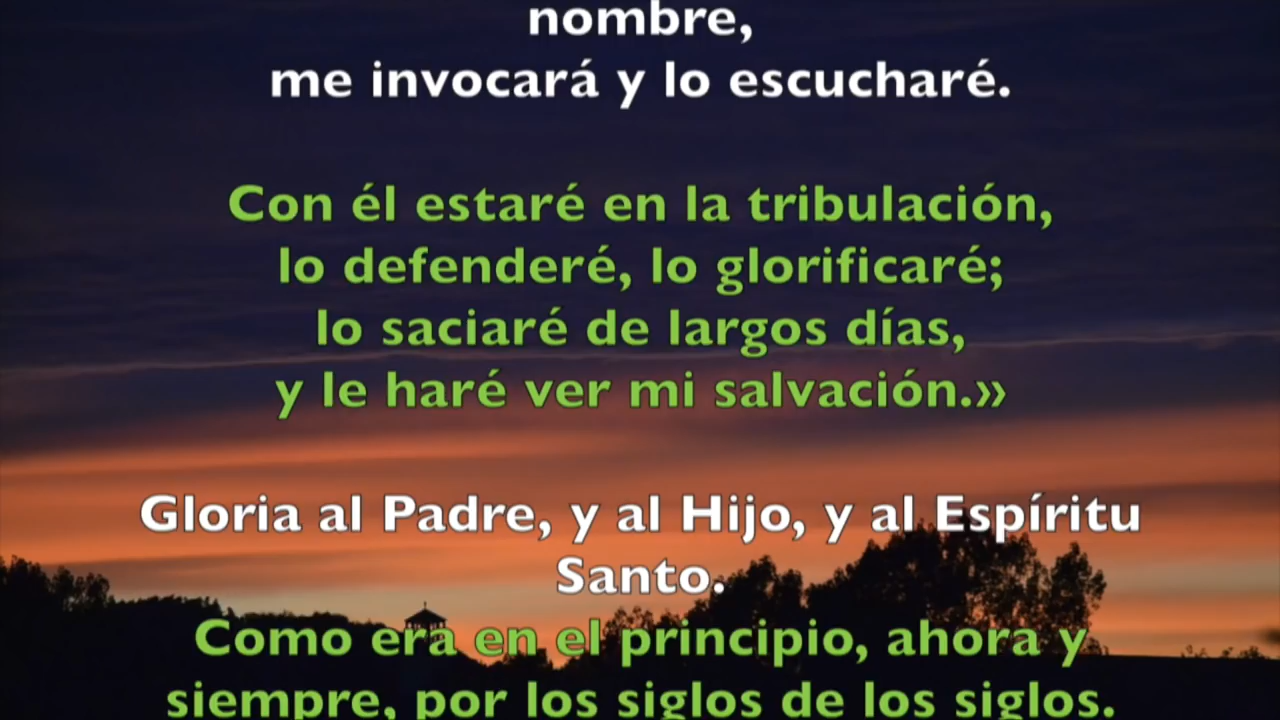 nombre,
me invocará y lo escucharé.
Con él estaré en la tribulación,
lo defenderé, lo glorificaré;
lo saciaré de largos días,
y le haré ver mi salvación.»
Gloria al Padre, y al Hijo, y al Espíritu
Santo.
Como era en el principio, ahora y
siempre, por los siglos de los siglos.